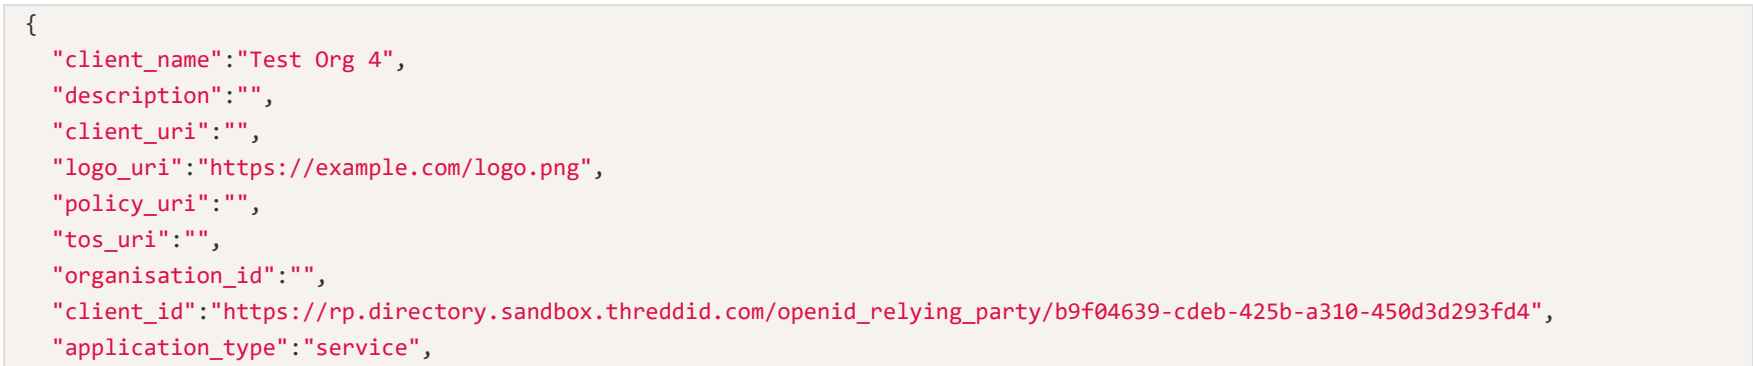 {
"client_name":"Test Org 4",
"description":"",
"client_uri":"",
"logo_uri":"https://example.com/logo.png",
"policy_uri":"",
"tos_uri":"",
"organisation_id":"",
"client_id":"https://rp.directory.sandbox.threddid.com/openid_relying_party/b9f04639-cdeb-425b-a310-450d3d293fd4",
"application_type":"service",